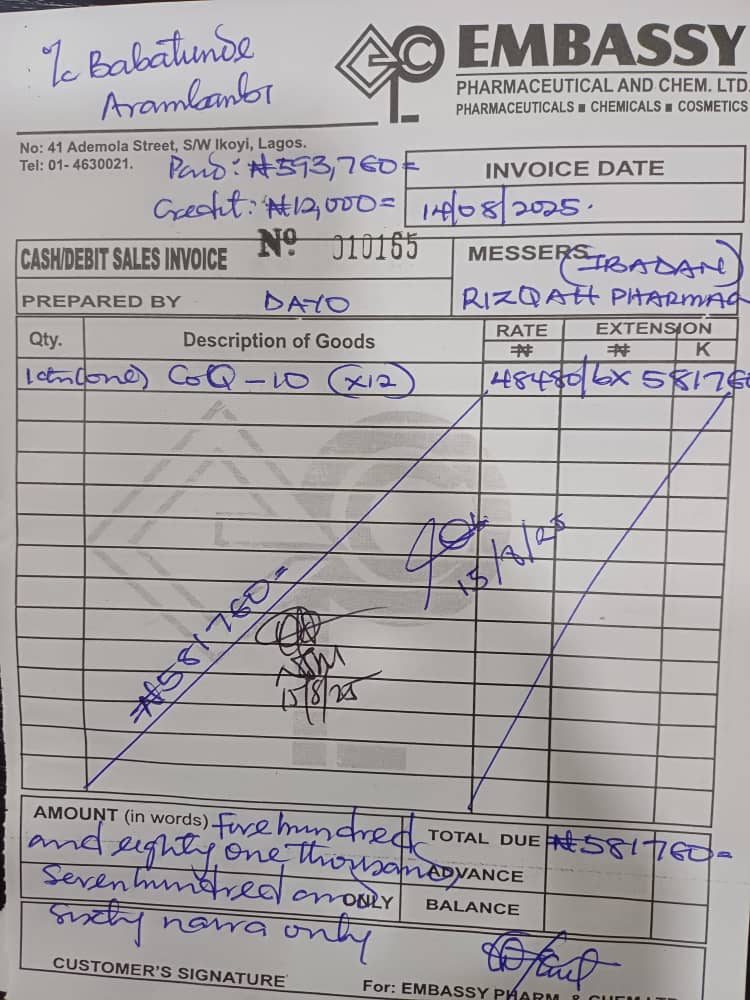 ℅ Babatunde
Arambanbi
EMBASSY
PHARMACEUTICAL AND CHEM. LTD.
PHARMACEUTICALS ■ CHEMICALS ■ COSMETICS
No: 41 Ademola Street, S/W Ikoyi, Lagos.
Tel: 01- 4630021.
Paid: ₦593,760=
Credit: ₦12,000=
INVOICE DATE
14/08/2025.
CASH/DEBIT SALES INVOICE Nº 010165
MESSERS (IBADAN)
PREPARED BY DAYO
RIZQAH PHARMAC
Qty. Description of Goods RATE ₦ EXTENSION ₦ K
1ctn(one) CoQ-10 (x12) 48480/6X 581760
15/8/25
₦581760=
15/8/25
AMOUNT (in words) Five hundred
and eighty one thousand
seven hundred and ONLY
sixty naira only
TOTAL DUE ₦581760=
ADVANCE
BALANCE
CUSTOMER'S SIGNATURE
For: EMBASSY PHARM. & CHEM LTD